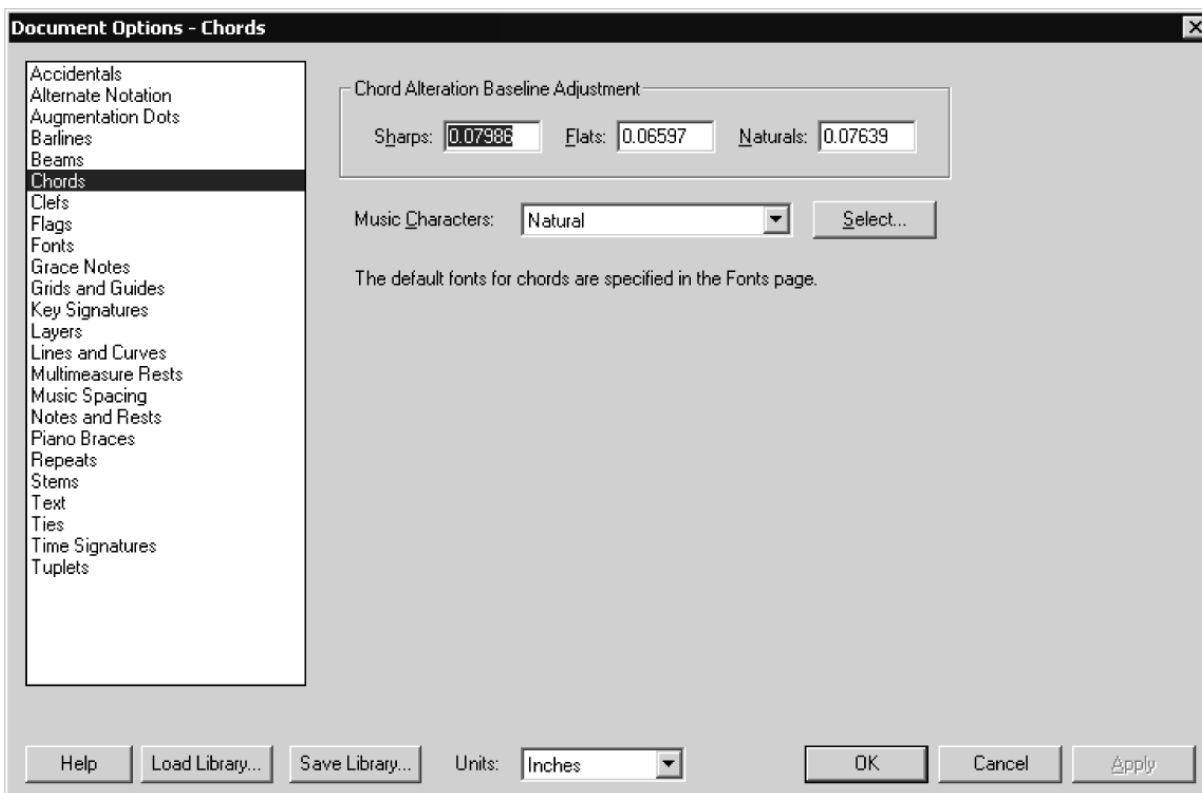 Document Options - Chords
Accidentals
Alternate Notation
Augmentation Dots
Barlines
Beams
Chords
Clefs
Flags
Fonts
Grace Notes
Grids and Guides
Key Signatures
Layers
Lines and Curves
Multimeasure Rests
Music Spacing
Notes and Rests
Piano Braces
Repeats
Stems
Text
Ties
Time Signatures
Tuplets
Chord Alteration Baseline Adjustment
Sharps: 0.07986 Flats: 0.06597 Naturals: 0.07639
Music Characters: Natural Select...
The default fonts for chords are specified in the Fonts page.
Help Load Library... Save Library... Units: Inches OK Cancel Apply